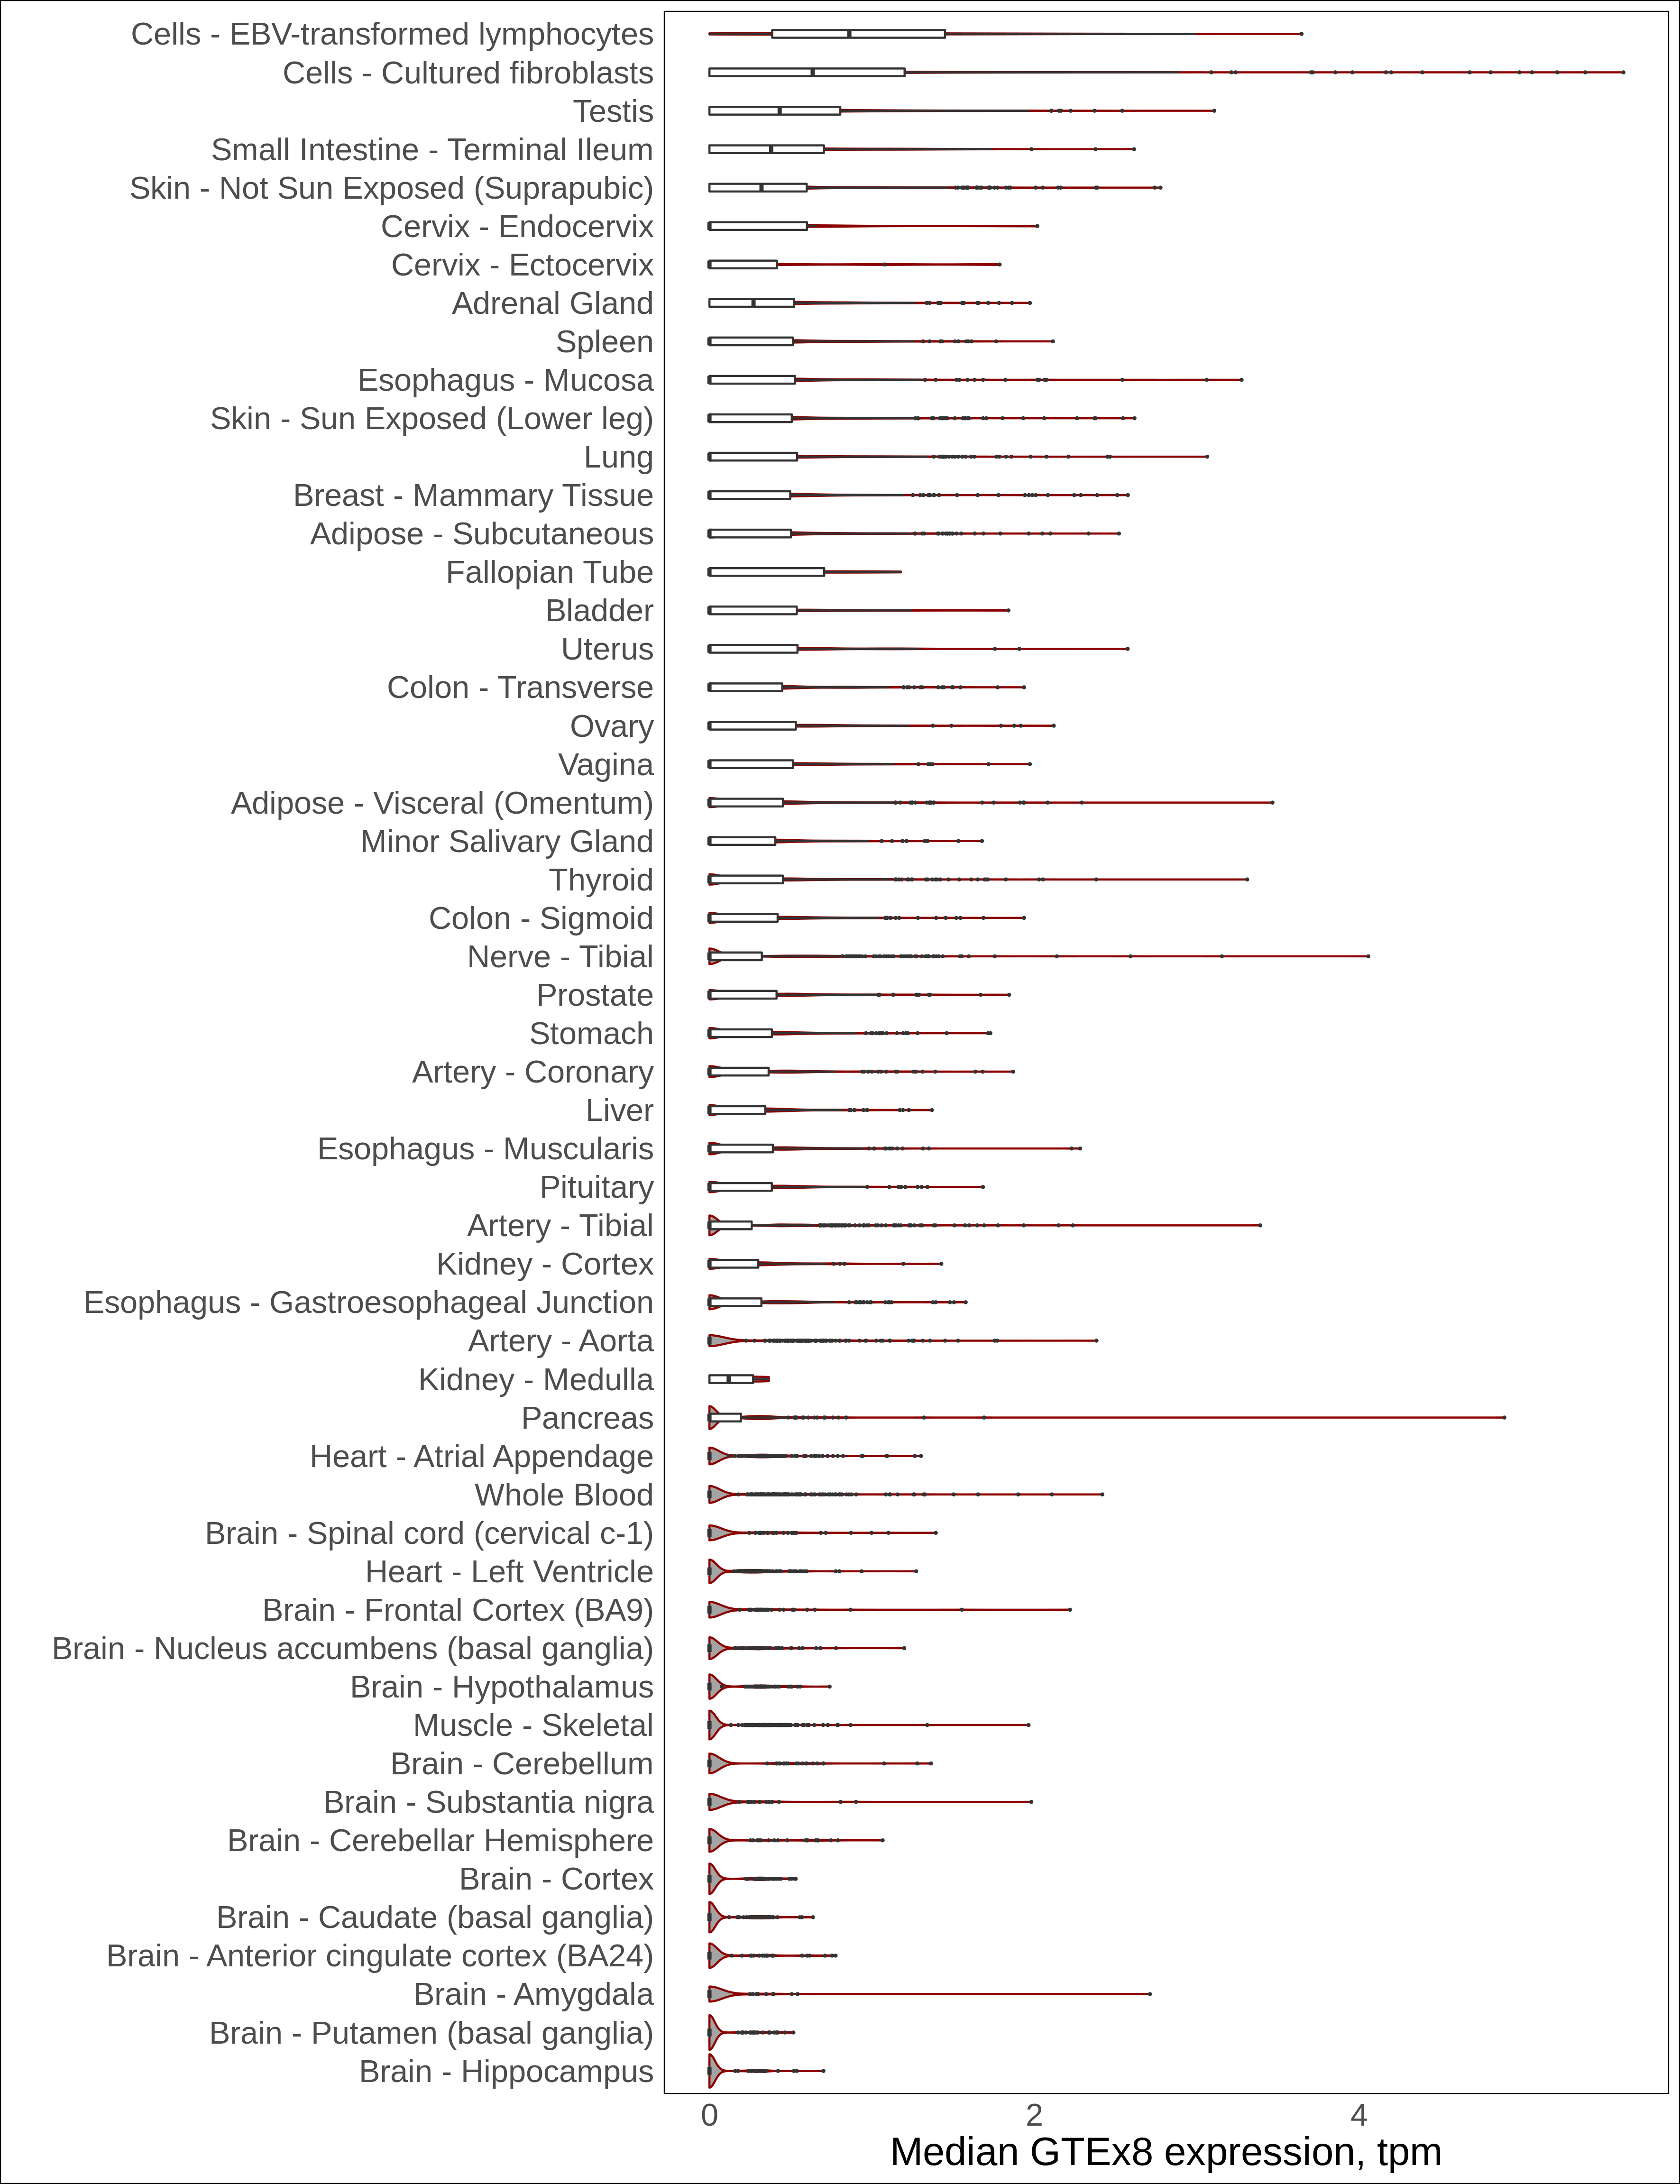 Cells - EBV-transformed lymphocytes
Cells - Cultured fibroblasts
Testis
Small Intestine - Terminal Ileum
Skin - Not Sun Exposed (Suprapubic)
Cervix - Endocervix
Cervix - Ectocervix
Adrenal Gland
Spleen
Esophagus - Mucosa
Skin - Sun Exposed (Lower leg)
Lung
Breast - Mammary Tissue
Adipose - Subcutaneous
Fallopian Tube
Bladder
Uterus
Colon - Transverse
Ovary
Vagina
Adipose - Visceral (Omentum)
Minor Salivary Gland
Thyroid
Colon - Sigmoid
Nerve - Tibial
Prostate
Stomach
Artery - Coronary
Liver
Esophagus - Muscularis
Pituitary
Artery - Tibial
Kidney - Cortex
Esophagus - Gastroesophageal Junction
Artery - Aorta
Kidney - Medulla
Pancreas
Heart - Atrial Appendage
Whole Blood
Brain - Spinal cord (cervical c-1)
Heart - Left Ventricle
Brain - Frontal Cortex (BA9)
Brain - Nucleus accumbens (basal ganglia)
Brain - Hypothalamus
Muscle - Skeletal
Brain - Cerebellum
Brain - Substantia nigra
Brain - Cerebellar Hemisphere
Brain - Cortex
Brain - Caudate (basal ganglia)
Brain - Anterior cingulate cortex (BA24)
Brain - Amygdala
Brain - Putamen (basal ganglia)
Brain - Hippocampus
0 2 4
Median GTEx8 expression, tpm